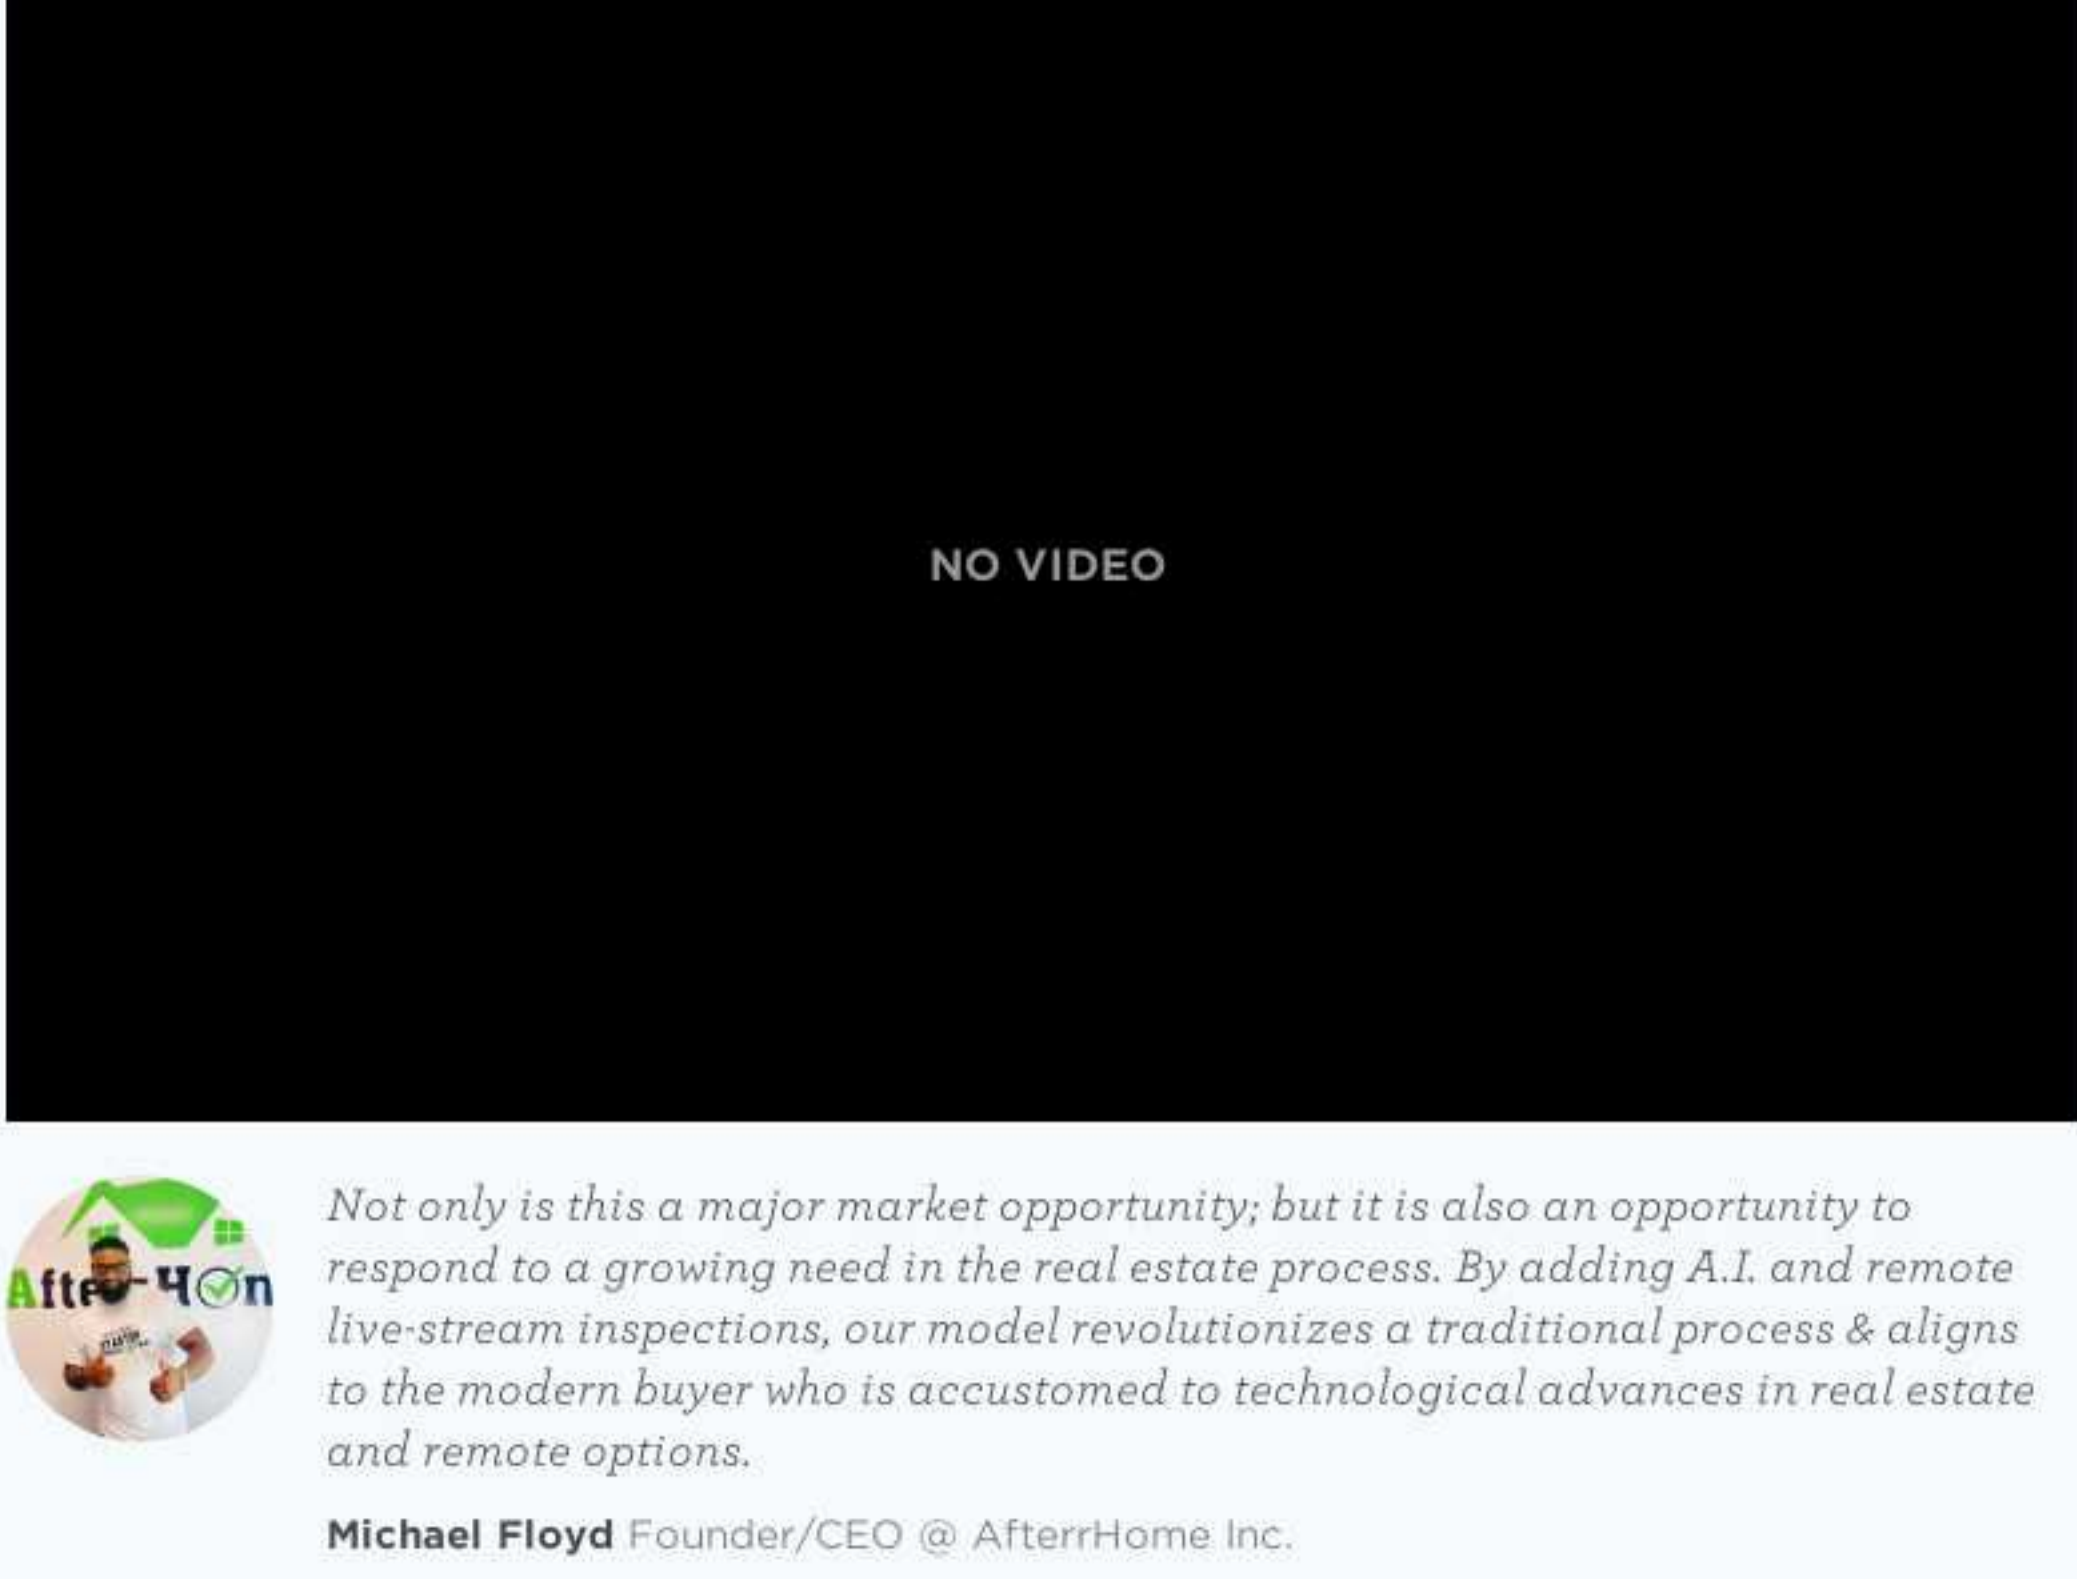 NO VIDEO
Not only is this a major market opportunity; but it is also an opportunity to
respond to a growing need in the real estate process. By adding A.I. and remote
live-stream inspections, our model revolutionizes a traditional process & aligns
to the modern buyer who is accustomed to technological advances in real estate
and remote options.
Michael Floyd Founder/CEO @ AfterrHome Inc.